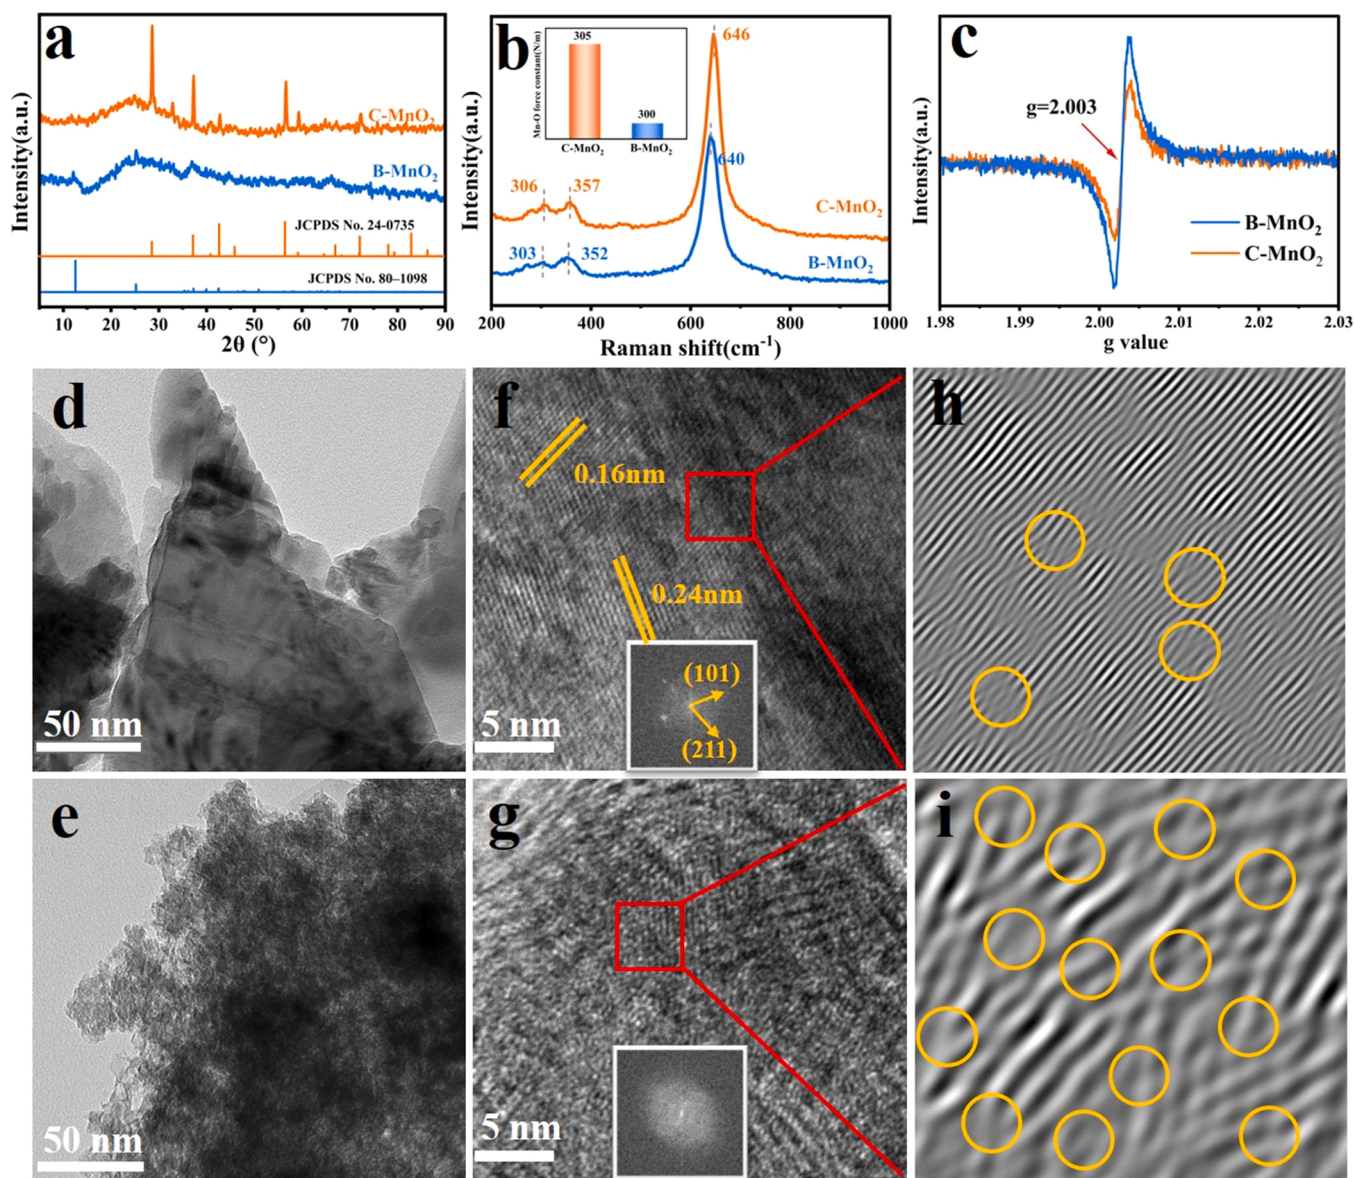 a
Intensity(a.u.)
C-MnO₂
B-MnO₂
JCPDS No. 24-0735
JCPDS No. 80–1098
10 20 30 40 50 60 70 80 90
2θ (°)
b
Intensity(a.u.)
Mn-O force constant(N/m)
305
300
C-MnO₂ B-MnO₂
646
640
306 357
C-MnO₂
303 352
B-MnO₂
200 400 600 800 1000
Raman shift(cm⁻¹)
c
Intensity(a.u.)
g=2.003
B-MnO₂
C-MnO₂
1.98 1.99 2.00 2.01 2.02 2.03
g value
d
50 nm
f
0.16nm
0.24nm
(101)
(211)
5 nm
h
e
50 nm
g
5 nm
i